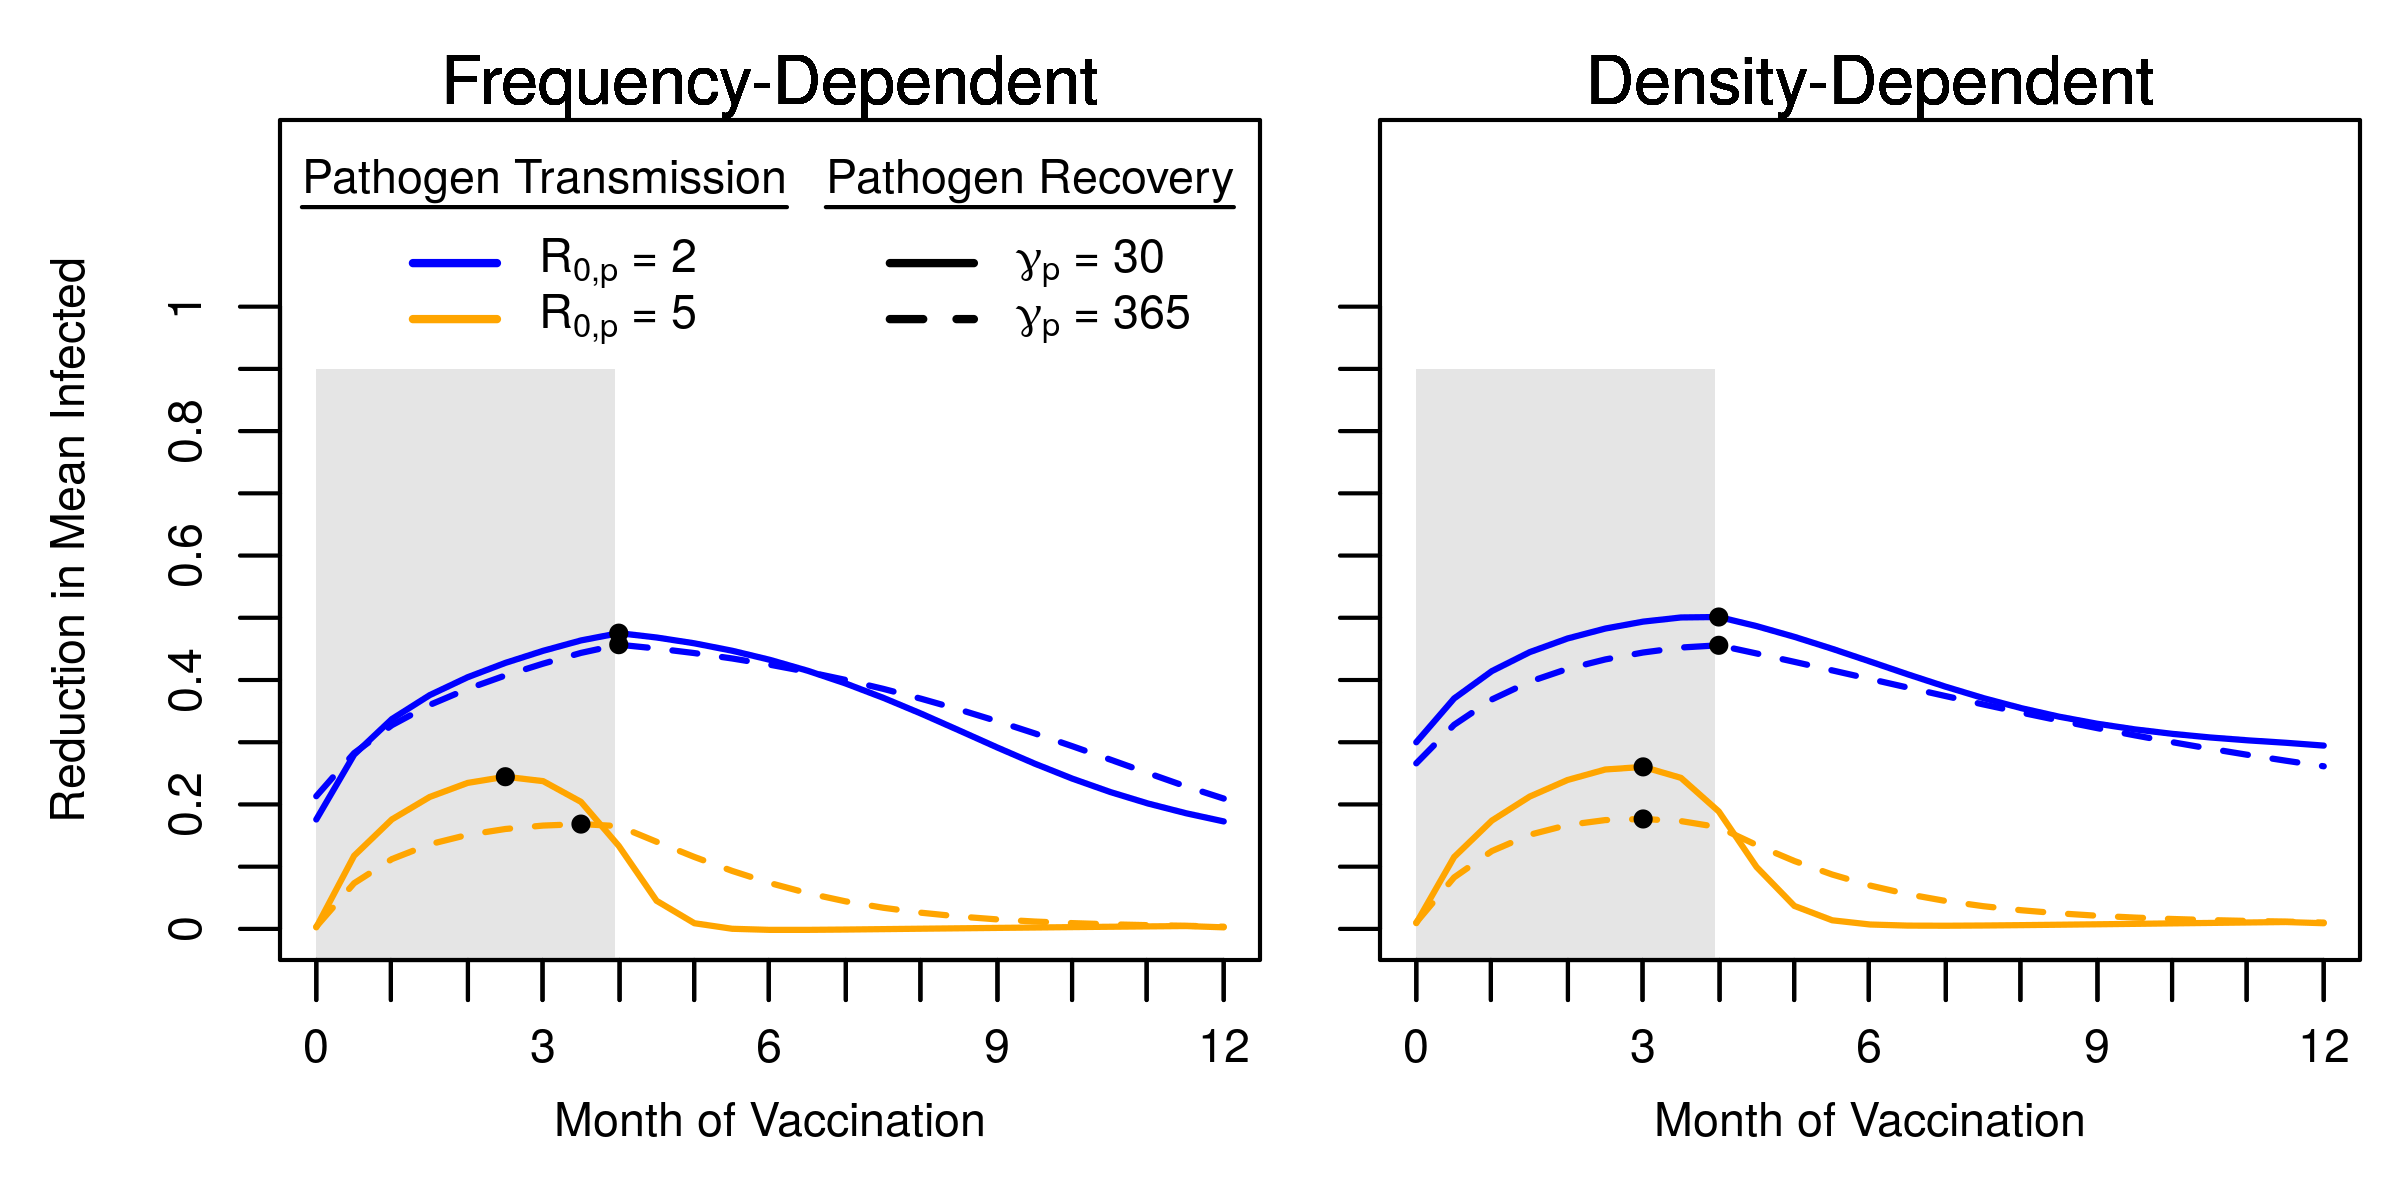 Frequency-Dependent
Density-Dependent
Pathogen Transmission
Pathogen Recovery
R0,p = 2
γp = 30
R0,p = 5
γp = 365
Reduction in Mean Infected
1
0.8
0.6
0.4
0.2
0
0 3 6 9 12
0 3 6 9 12
Month of Vaccination
Month of Vaccination